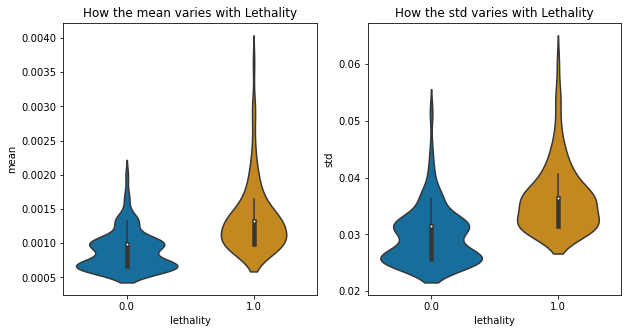 How the mean varies with Lethality
How the std varies with Lethality
0.0040
0.0035
0.0030
0.0025
0.0020
0.0015
0.0010
0.0005
mean
0.0
1.0
lethality
0.06
0.05
0.04
0.03
0.02
std
0.0
1.0
lethality